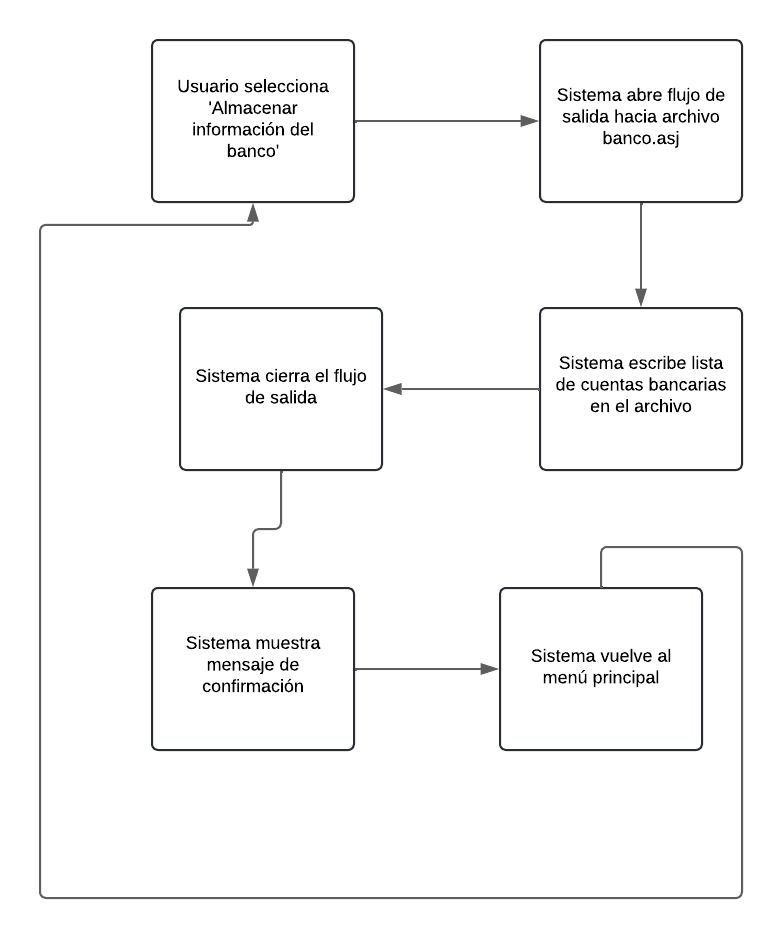 Usuario selecciona
'Almacenar
información del
banco'
Sistema abre flujo de
salida hacia archivo
banco.asj
Sistema escribe lista
de cuentas bancarias
en el archivo
Sistema cierra el flujo
de salida
Sistema muestra
mensaje de
confirmación
Sistema vuelve al
menú principal